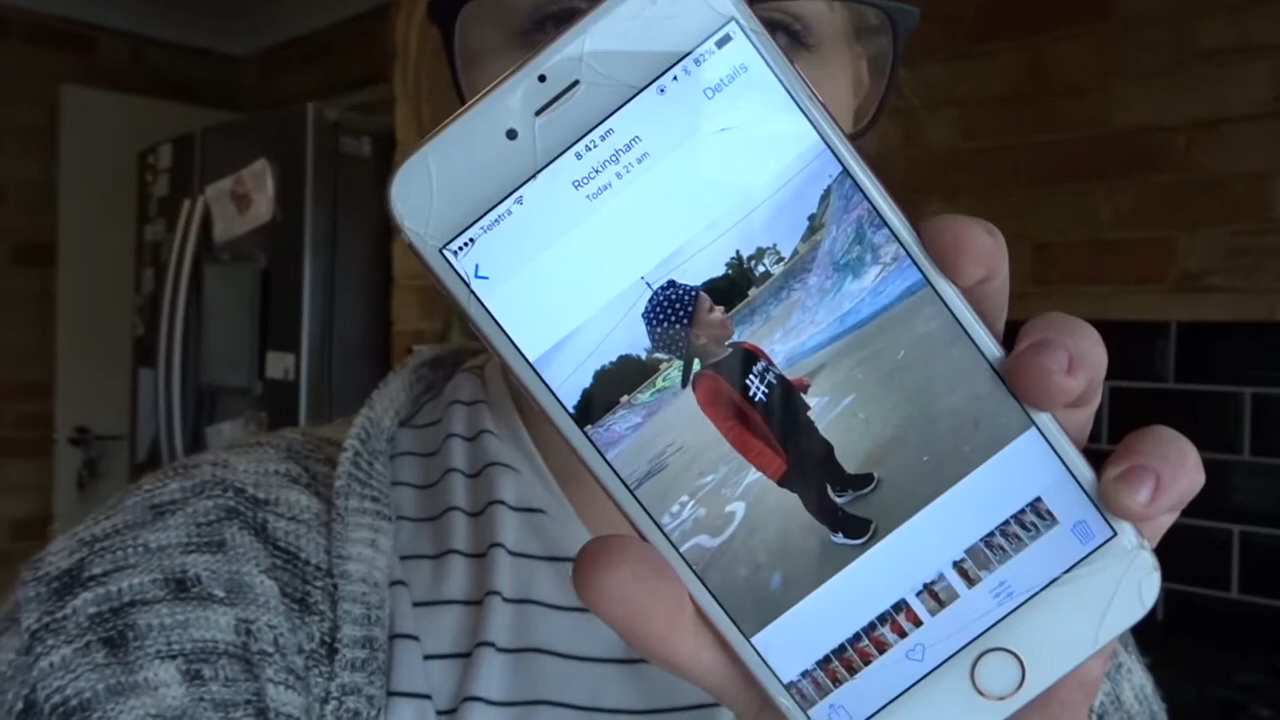 Telstra 8:42 am 82%
Rockingham
Today 8:21 am
Details
#